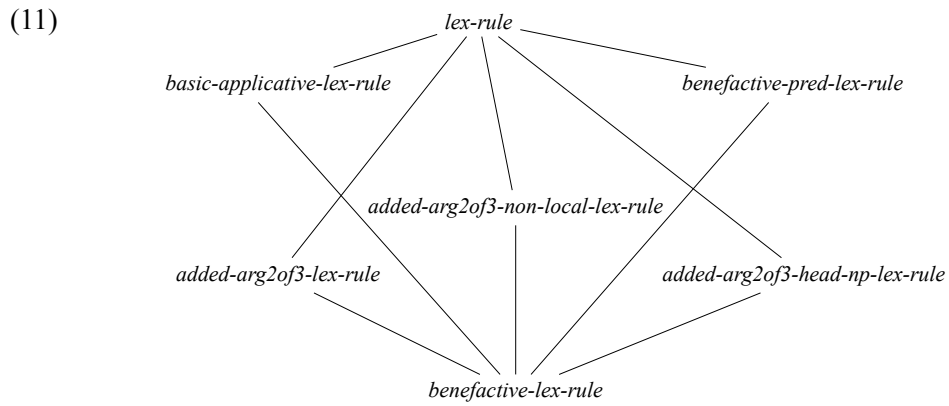 (11)
lex-rule
basic-applicative-lex-rule
benefactive-pred-lex-rule
added-arg2of3-non-local-lex-rule
added-arg2of3-lex-rule
added-arg2of3-head-np-lex-rule
benefactive-lex-rule